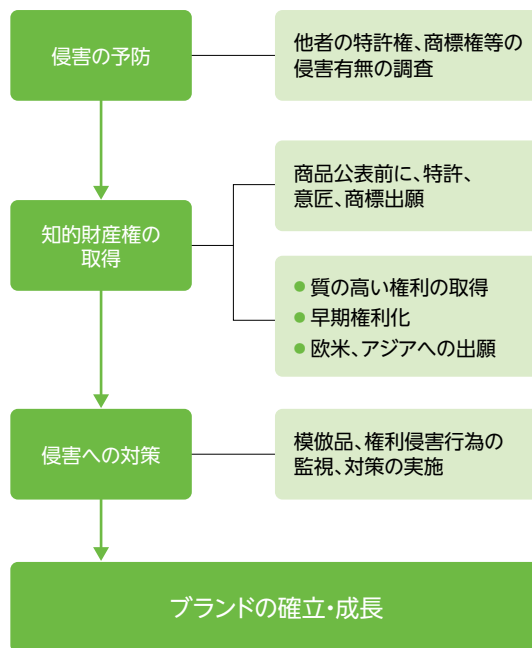 侵害の予防
他者の特許権、商標権等の
侵害有無の調査
知的財産権の
取得
商品公表前に、特許、
意匠、商標出願
● 質の高い権利の取得
● 早期権利化
● 欧米、アジアへの出願
侵害への対策
模倣品、権利侵害行為の
監視、対策の実施
ブランドの確立・成長